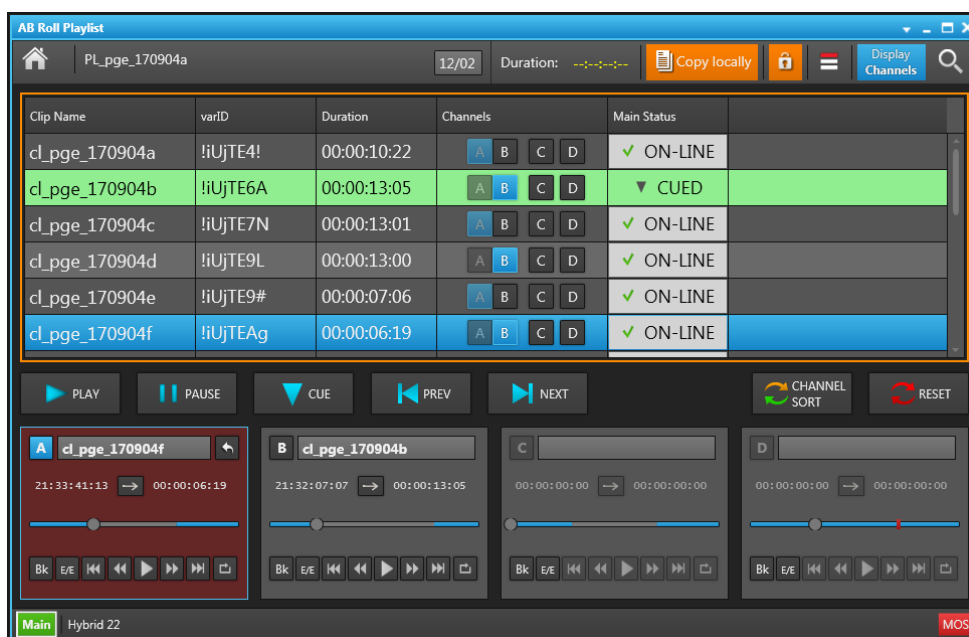 AB Roll Playlist
PL_pge_170904a 12/02 Duration: --:--:--:-- Copy locally Display Channels
Clip Name varID Duration Channels Main Status
cl_pge_170904a !iUjTE4! 00:00:10:22 A B C D ON-LINE
cl_pge_170904b !iUjTE6A 00:00:13:05 A B C D CUED
cl_pge_170904c !iUjTE7N 00:00:13:01 A B C D ON-LINE
cl_pge_170904d !iUjTE9L 00:00:13:00 A B C D ON-LINE
cl_pge_170904e !iUjTE9# 00:00:07:06 A B C D ON-LINE
cl_pge_170904f !iUjTEAg 00:00:06:19 A B C D ON-LINE
PLAY PAUSE CUE PREV NEXT CHANNEL SORT RESET
A cl_pge_170904f B cl_pge_170904b C D
21:33:41:13 00:00:06:19 21:32:07:07 00:00:13:05 00:00:00:00 00:00:00:00 00:00:00:00 00:00:00:00
Bk E/E Bk E/E Bk E/E Bk E/E
Main Hybrid 22 MOS